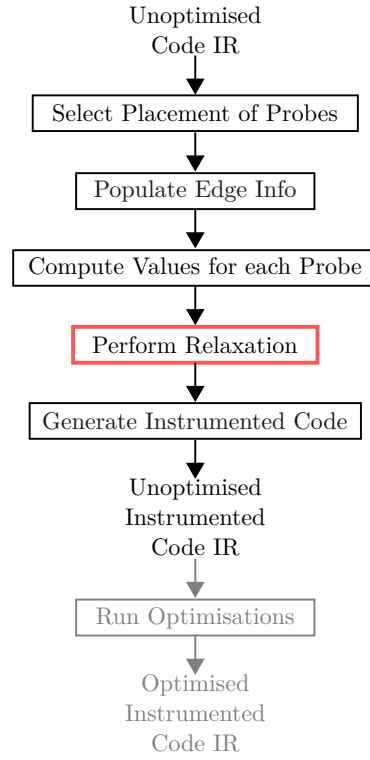 Unoptimised
Code IR
Select Placement of Probes
Populate Edge Info
Compute Values for each Probe
Perform Relaxation
Generate Instrumented Code
Unoptimised
Instrumented
Code IR
Run Optimisations
Optimised
Instrumented
Code IR